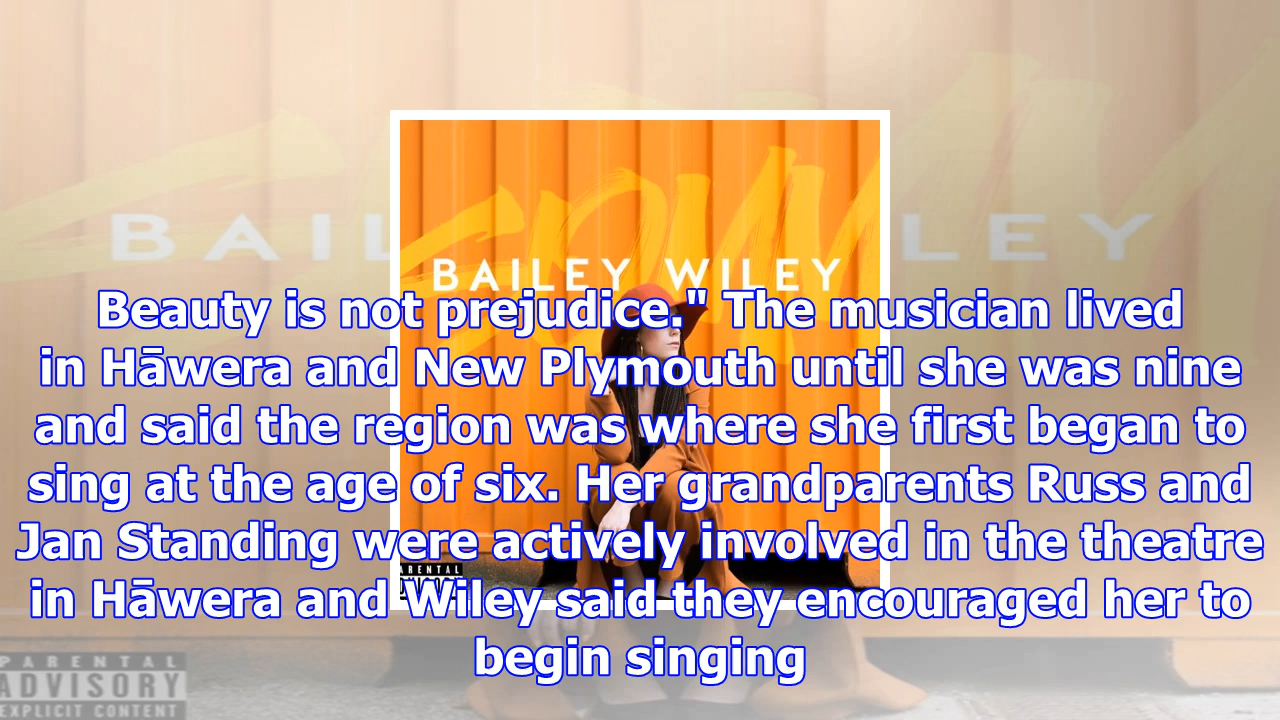 BAILEY WILEY
Beauty is not prejudice." The musician lived
in Hāwera and New Plymouth until she was nine
and said the region was where she first began to
sing at the age of six. Her grandparents Russ and
Jan Standing were actively involved in the theatre
in Hāwera and Wiley said they encouraged her to
begin singing
PARENTAL
ADVISORY
EXPLICIT CONTENT